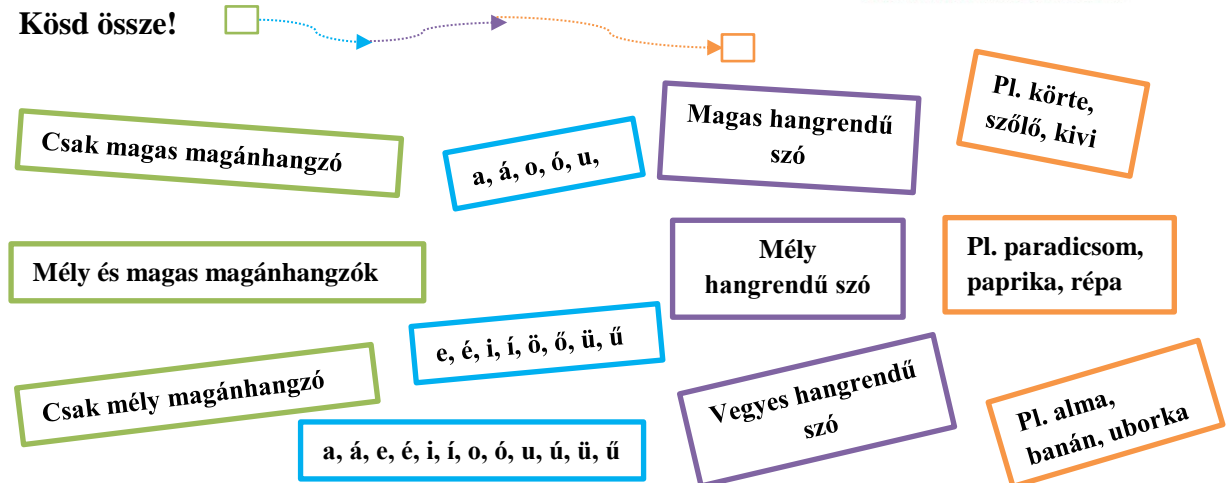 Kösd össze!
Csak magas magánhangzó
a, á, o, ó, u,
Magas hangrendű
szó
Pl. körte,
szőlő, kivi
Mély és magas magánhangzók
Mély
hangrendű szó
Pl. paradicsom,
paprika, répa
e, é, i, í, ö, ő, ü, ű
Csak mély magánhangzó
Vegyes hangrendű
szó
Pl. alma,
banán, uborka
a, á, e, é, i, í, o, ó, u, ú, ü, ű